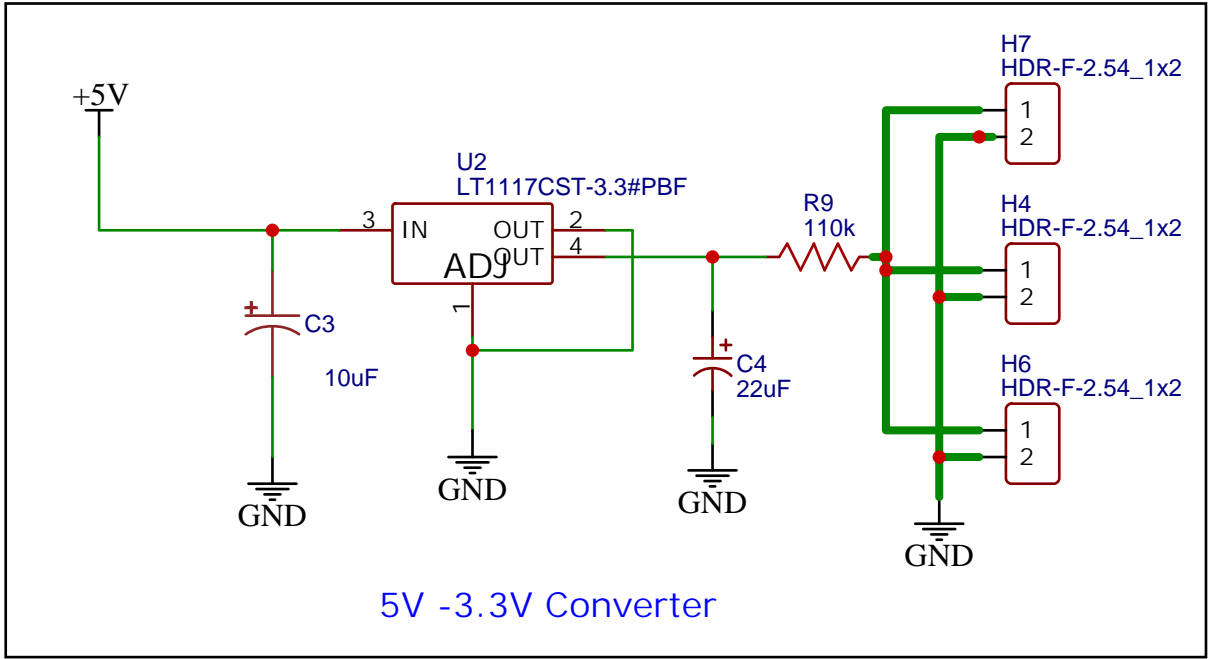 H7
HDR-F-2.54_1x2
+5V
1
2
U2
LT1117CST-3.3#PBF
R9
110k
H4
HDR-F-2.54_1x2
3
IN
OUT
2
OUT
4
ADJ
1
1
2
C3
10uF
C4
22uF
H6
HDR-F-2.54_1x2
1
2
GND
GND
GND
GND
5V -3.3V Converter